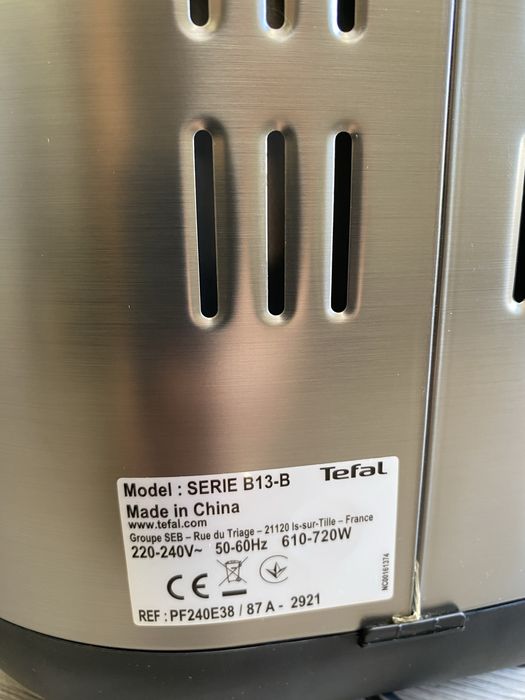 Tefal
Model : SERIE B13-B
Made in China
www.tefal.com
Groupe SEB – Rue du Triage – 21120 Is-sur-Tille – France
220-240V~ 50-60Hz 610-720W
CE
REF : PF240E38 / 87 A - 2921
NC00161374